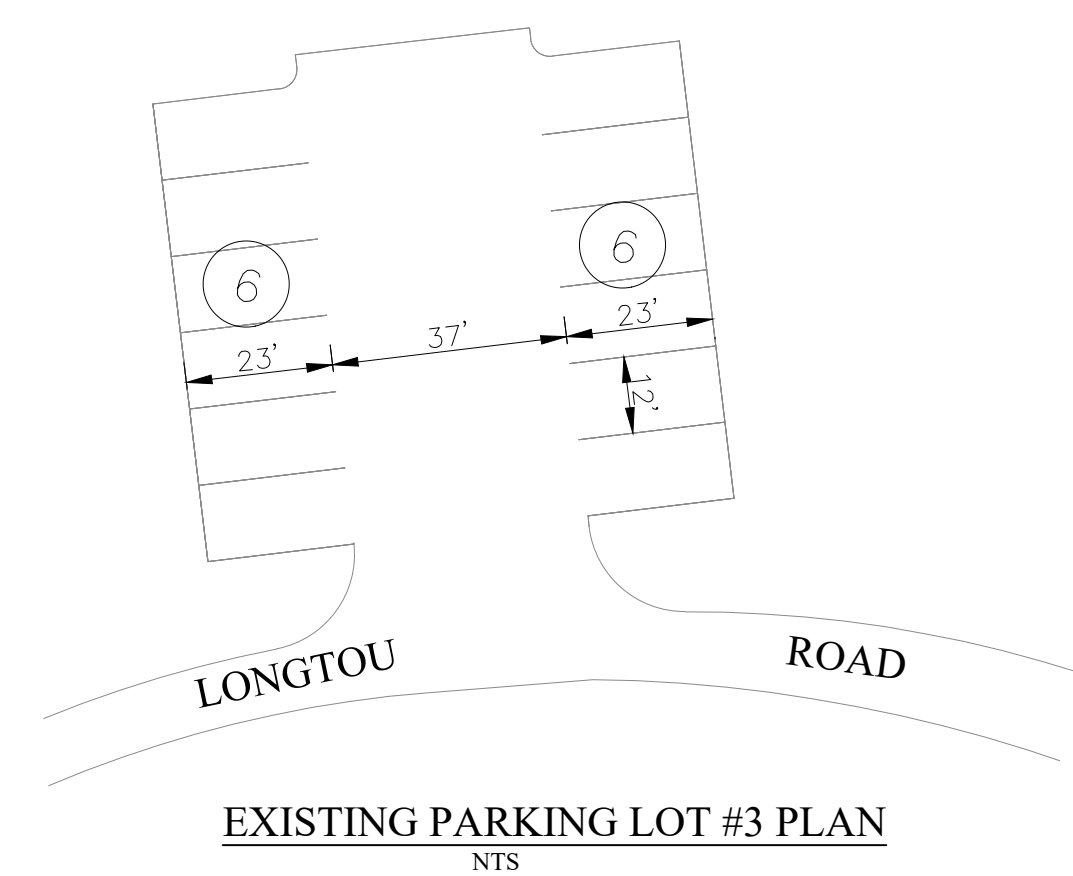 6
6
23'
37'
23'
12'
LONGTOU ROAD
EXISTING PARKING LOT #3 PLAN
NTS